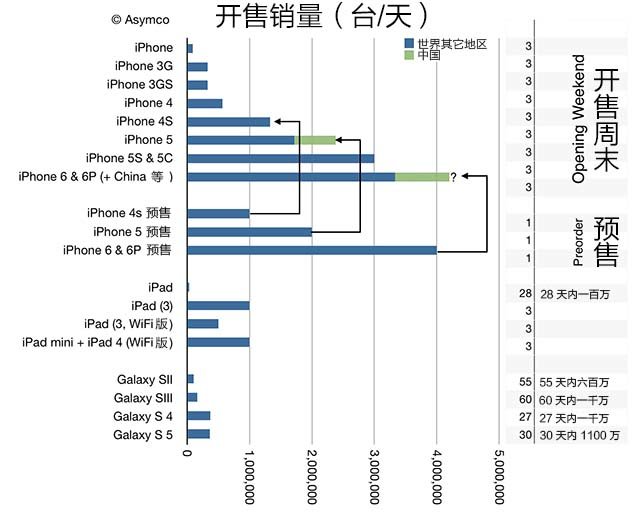 开售销量（台/天）
© Asymco
世界其它地区
中国
iPhone
iPhone 3G
iPhone 3GS
iPhone 4
iPhone 4S
iPhone 5
iPhone 5S & 5C
iPhone 6 & 6P (+ China 等 )
?
iPhone 4s 预售
iPhone 5 预售
iPhone 6 & 6P 预售
iPad
iPad (3)
iPad (3, WiFi 版)
iPad mini + iPad 4 (WiFi 版)
Galaxy SII
Galaxy SIII
Galaxy S 4
Galaxy S 5
0
1,000,000
2,000,000
3,000,000
4,000,000
5,000,000
3
3
3
3
3
3
3
3
3
Opening Weekend
开售周末
1
1
1
Preorder
预售
28 28 天内一百万
3
3
3
55 55 天内六百万
60 60 天内一千万
27 27 天内一千万
30 30 天内 1100 万